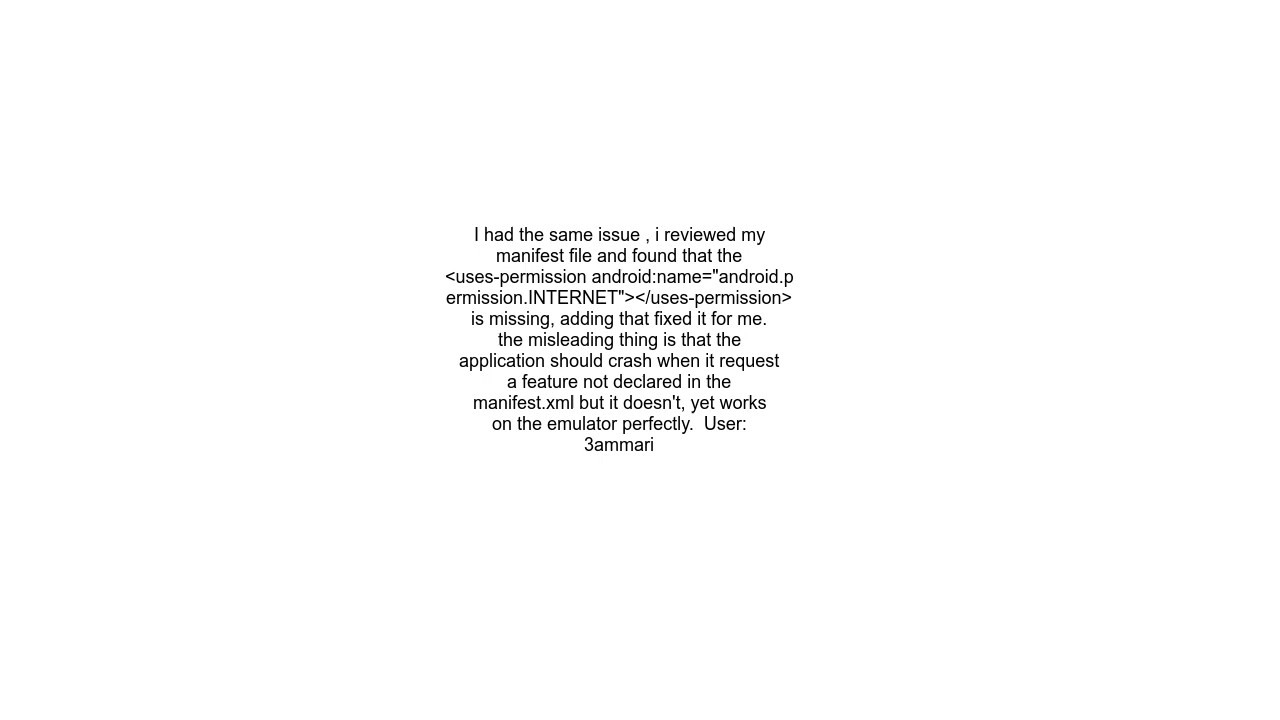 I had the same issue , i reviewed my
manifest file and found that the
<uses-permission android:name="android.p
ermission.INTERNET"></uses-permission>
is missing, adding that fixed it for me.
the misleading thing is that the
application should crash when it request
a feature not declared in the
manifest.xml but it doesn't, yet works
on the emulator perfectly.  User:
3ammari